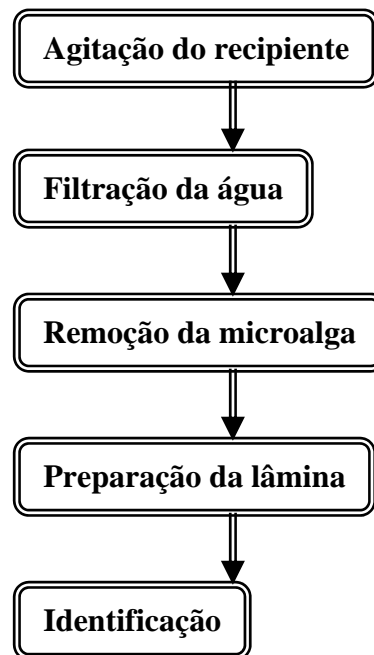 Agitação do recipiente
Filtração da água
Remoção da microalga
Preparação da lâmina
Identificação